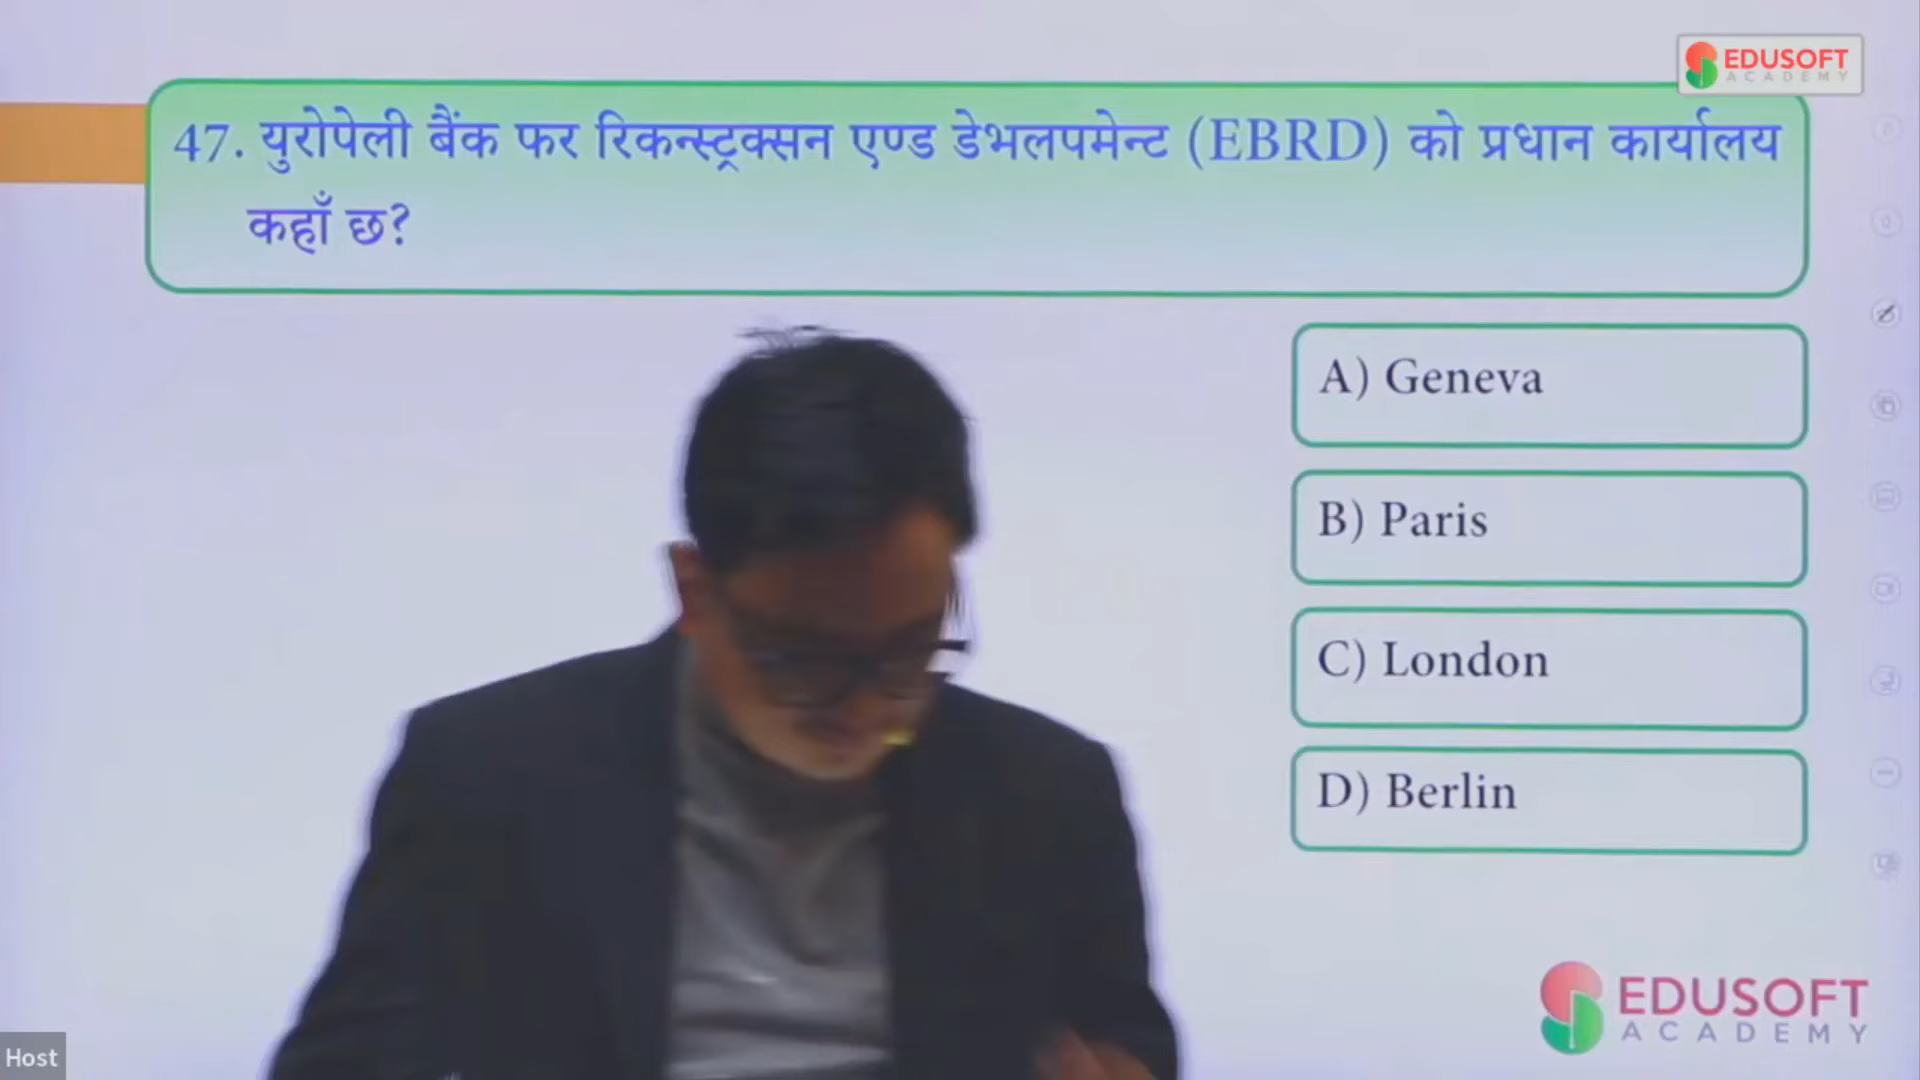 EDUSOFT
ACADEMY
47. युरोपेली बैंक फर रिकन्स्ट्रक्सन एण्ड डेभलपमेन्ट (EBRD) को प्रधान कार्यालय
कहाँ छ?
A) Geneva
B) Paris
C) London
D) Berlin
EDUSOFT
ACADEMY
Host